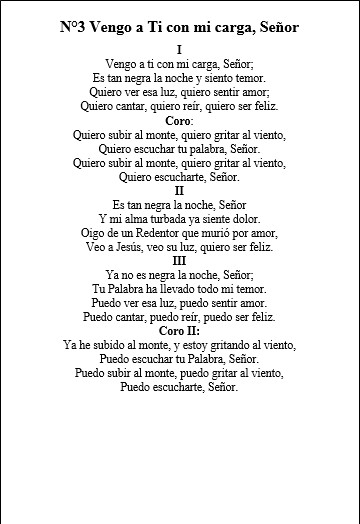 N°3 Vengo a Ti con mi carga, Señor
I
Vengo a ti con mi carga, Señor;
Es tan negra la noche y siento temor.
Quiero ver esa luz, quiero sentir amor;
Quiero cantar, quiero reír, quiero ser feliz.
Coro:
Quiero subir al monte, quiero gritar al viento,
Quiero escuchar tu palabra, Señor.
Quiero subir al monte, quiero gritar al viento,
Quiero escucharte, Señor.
II
Es tan negra la noche, Señor
Y mi alma turbada ya siente dolor.
Oigo de un Redentor que murió por amor,
Veo a Jesús, veo su luz, quiero ser feliz.
III
Ya no es negra la noche, Señor;
Tu Palabra ha llevado todo mi temor.
Puedo ver esa luz, puedo sentir amor.
Puedo cantar, puedo reír, puedo ser feliz.
Coro II:
Ya he subido al monte, y estoy gritando al viento,
Puedo escuchar tu Palabra, Señor.
Puedo subir al monte, puedo gritar al viento,
Puedo escucharte, Señor.